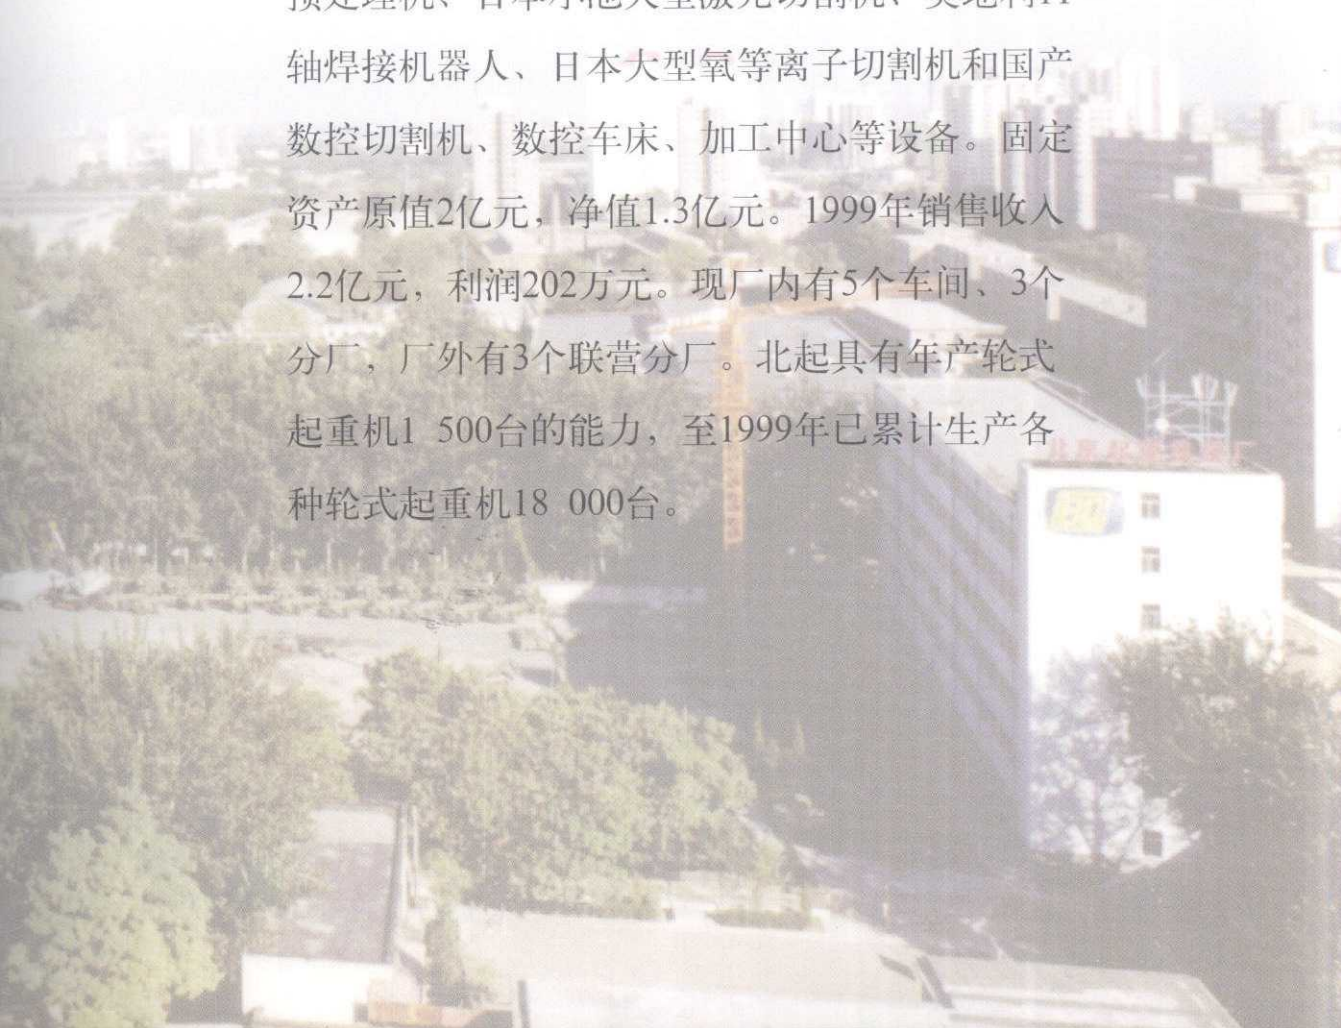 轴焊接机器人、日本大型氧等离子切割机和国产
数控切割机、数控车床、加工中心等设备。固定
资产原值2亿元，净值1.3亿元。1999年销售收入
2.2亿元，利润202万元。现厂内有5个车间、3个
分厂，厂外有3个联营分厂。北起具有年产轮式
起重机1 500台的能力，至1999年已累计生产各
种轮式起重机18 000台。